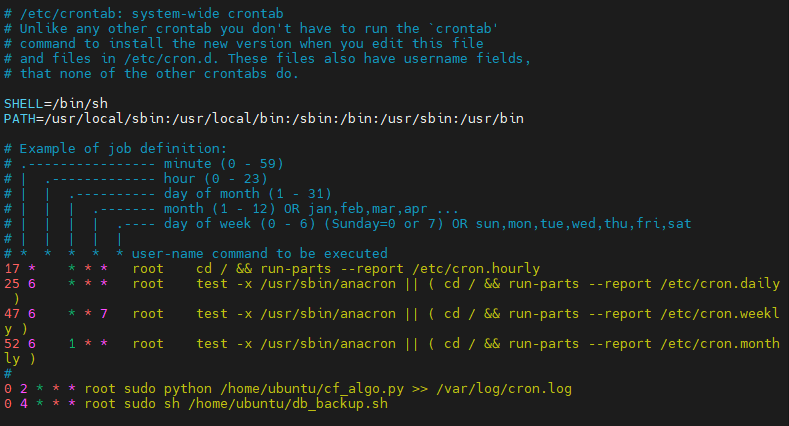 # /etc/crontab: system-wide crontab
# Unlike any other crontab you don't have to run the `crontab'
# command to install the new version when you edit this file
# and files in /etc/cron.d. These files also have username fields,
# that none of the other crontabs do.

SHELL=/bin/sh
PATH=/usr/local/sbin:/usr/local/bin:/sbin:/bin:/usr/sbin:/usr/bin

# Example of job definition:
# .---------------- minute (0 - 59)
# |  .------------- hour (0 - 23)
# |  |  .---------- day of month (1 - 31)
# |  |  |  .------- month (1 - 12) OR jan,feb,mar,apr ...
# |  |  |  |  .---- day of week (0 - 6) (Sunday=0 or 7) OR sun,mon,tue,wed,thu,fri,sat
# |  |  |  |  |
# *  *  *  *  * user-name command to be executed
17 *    * * *   root    cd / && run-parts --report /etc/cron.hourly
25 6    * * *   root    test -x /usr/sbin/anacron || ( cd / && run-parts --report /etc/cron.daily
 )
47 6    * * 7   root    test -x /usr/sbin/anacron || ( cd / && run-parts --report /etc/cron.weekl
y )
52 6    1 * *   root    test -x /usr/sbin/anacron || ( cd / && run-parts --report /etc/cron.month
ly )
#
0 2 * * * root sudo python /home/ubuntu/cf_algo.py >> /var/log/cron.log
0 4 * * * root sudo sh /home/ubuntu/db_backup.sh